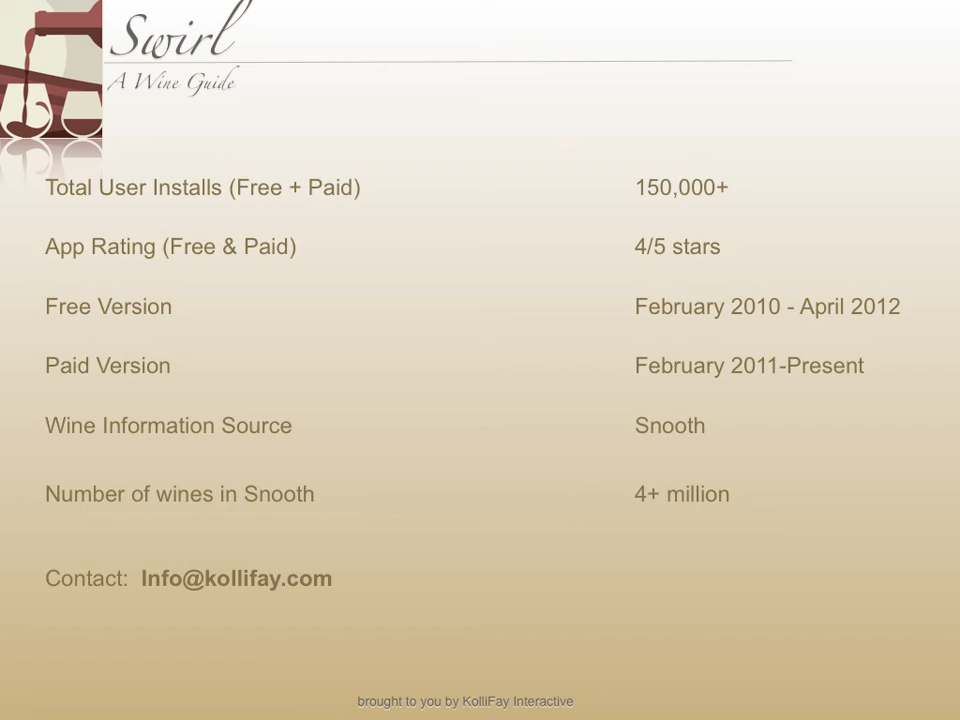 Swirl
A Wine Guide
Total User Installs (Free + Paid) 150,000+
App Rating (Free & Paid) 4/5 stars
Free Version February 2010 - April 2012
Paid Version February 2011-Present
Wine Information Source Snooth
Number of wines in Snooth 4+ million
Contact: Info@kollifay.com
brought to you by KolliFay Interactive